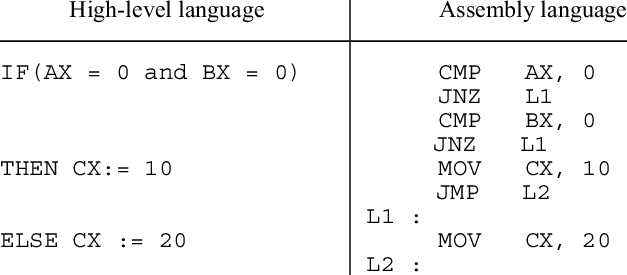 High-level language Assembly language
IF(AX = 0 and BX = 0) CMP AX, 0
JNZ L1
CMP BX, 0
JNZ L1
THEN CX:= 10 MOV CX, 10
JMP L2
L1 :
ELSE CX := 20 MOV CX, 20
L2 :